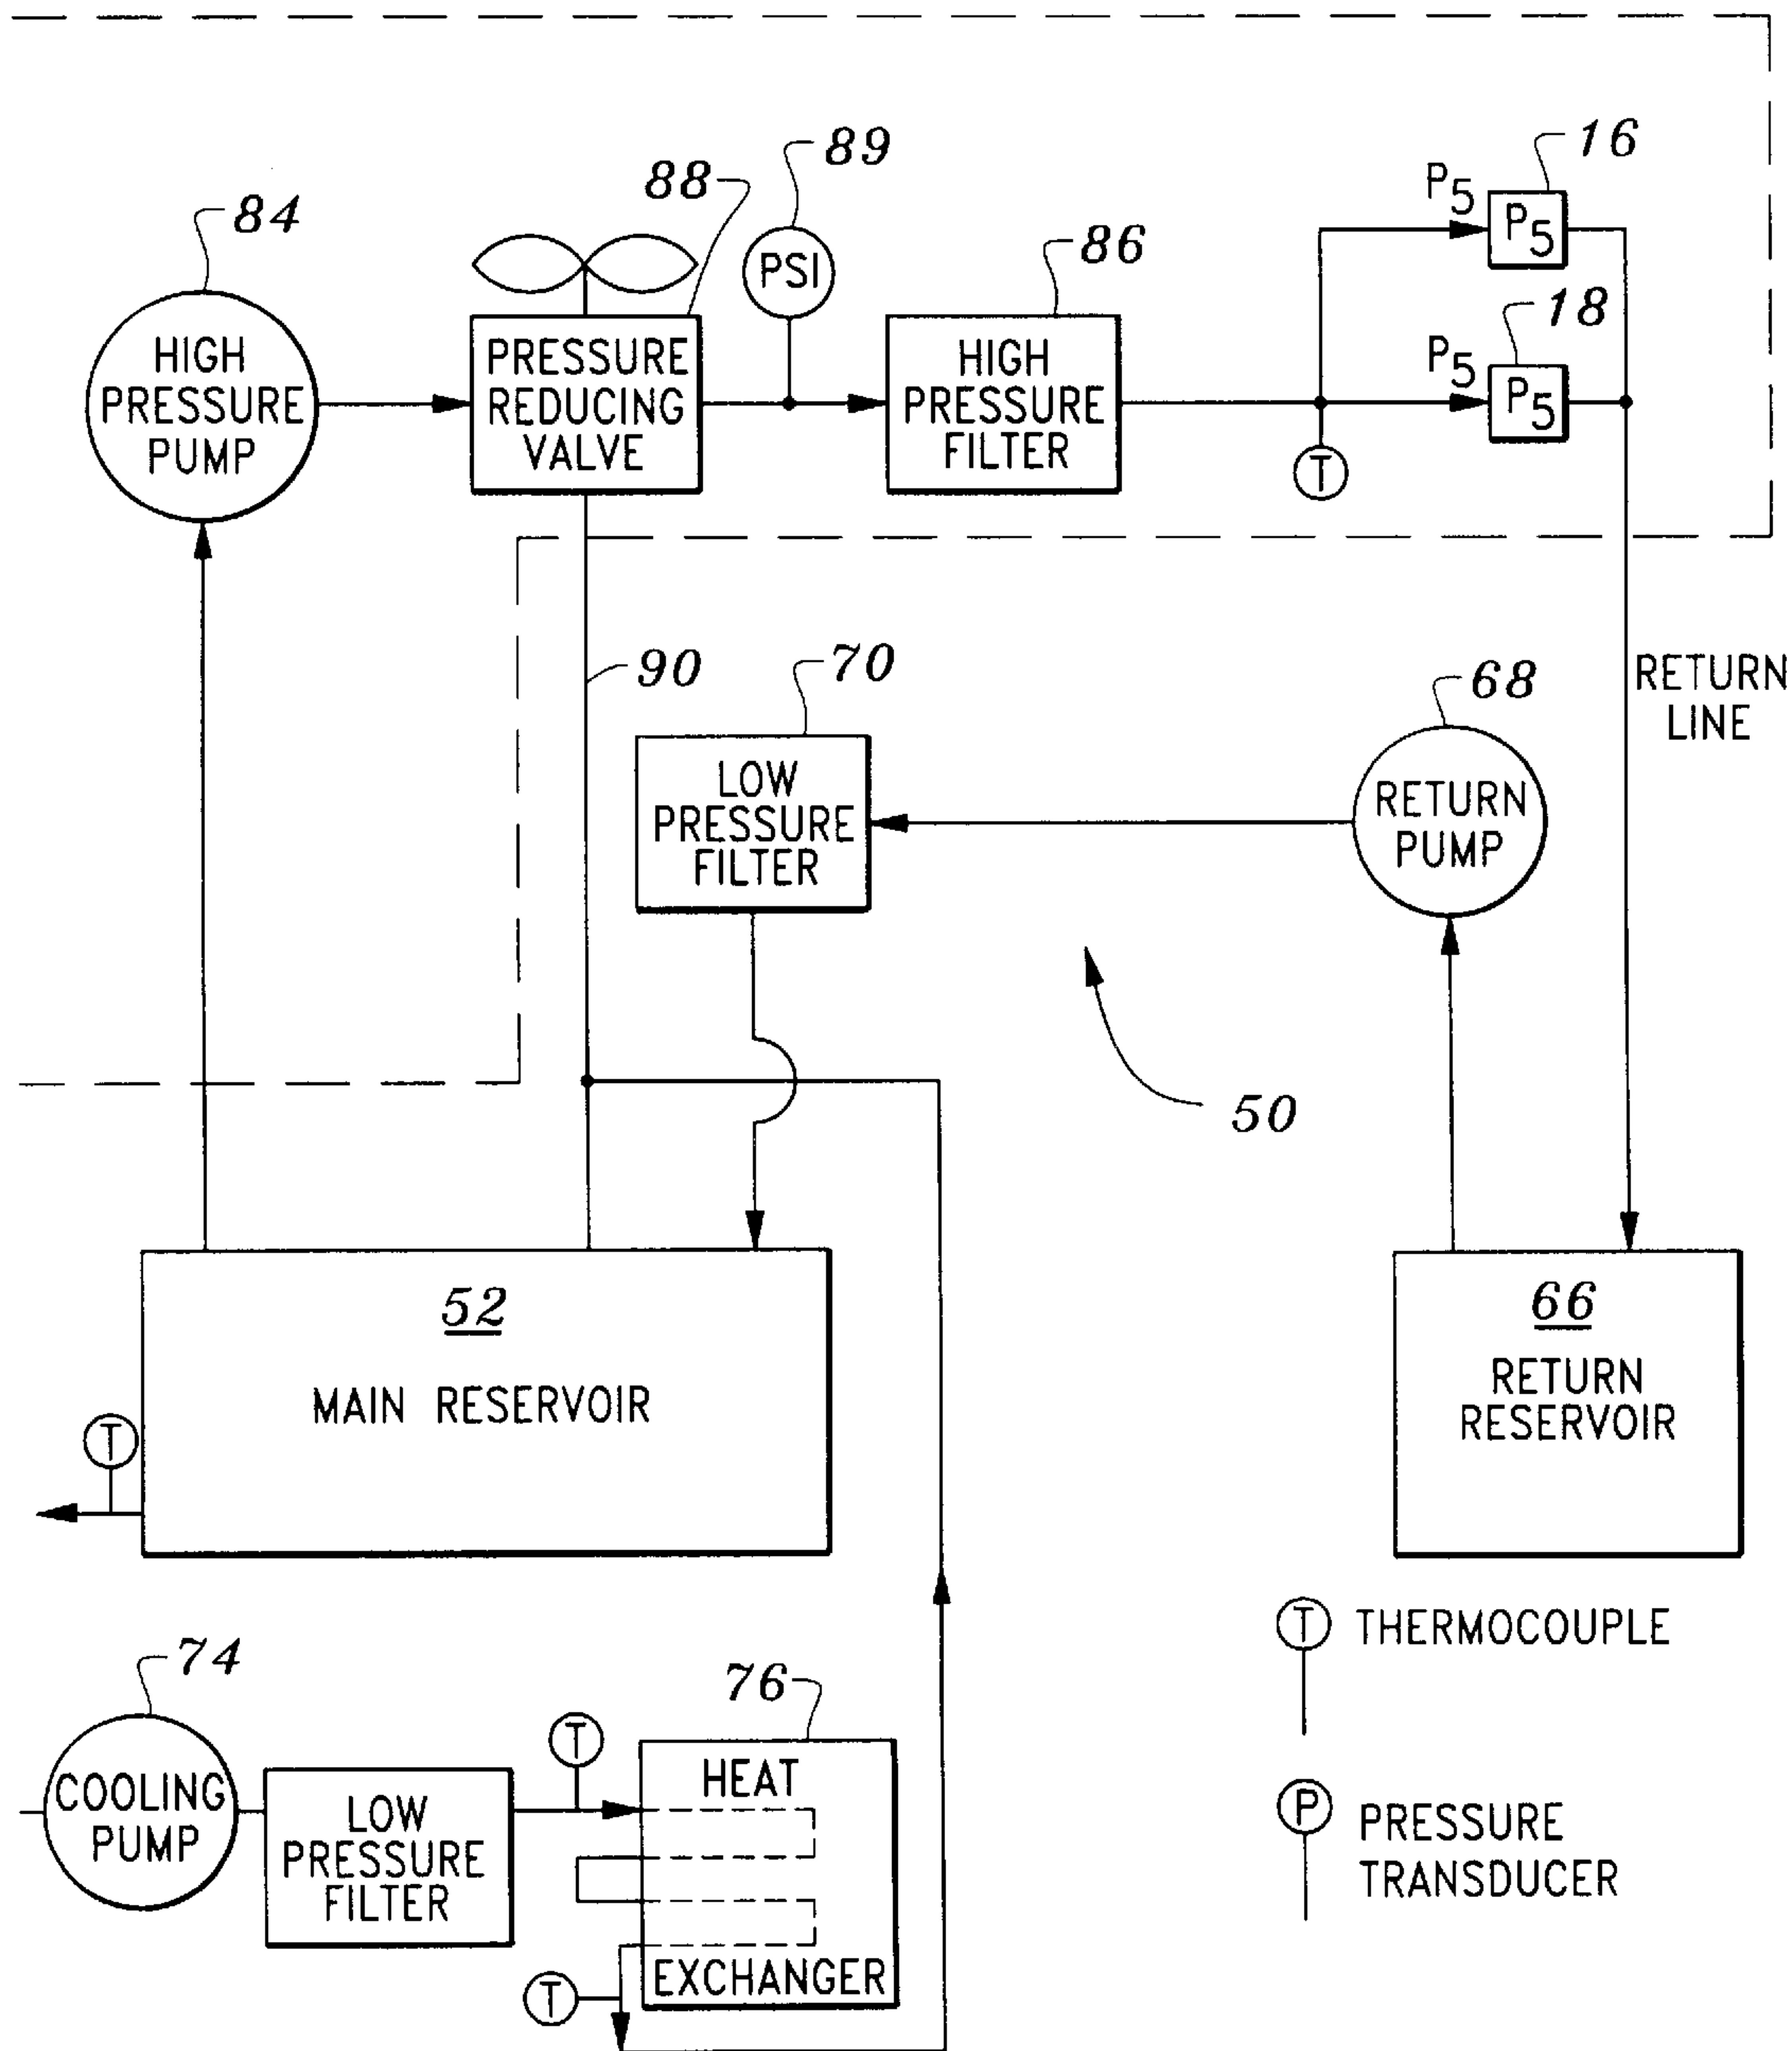 84
88
89
16
HIGH
PRESSURE
PUMP
PRESSURE
REDUCING
VALVE
PSI
86
HIGH
PRESSURE
FILTER
P5
P5
18
P5
P5
T
90
70
68
RETURN
LINE
LOW
PRESSURE
FILTER
RETURN
PUMP
50
52
MAIN RESERVOIR
T
66
RETURN
RESERVOIR
T THERMOCOUPLE
P PRESSURE
TRANSDUCER
74
COOLING
PUMP
LOW
PRESSURE
FILTER
T
76
HEAT
EXCHANGER
T